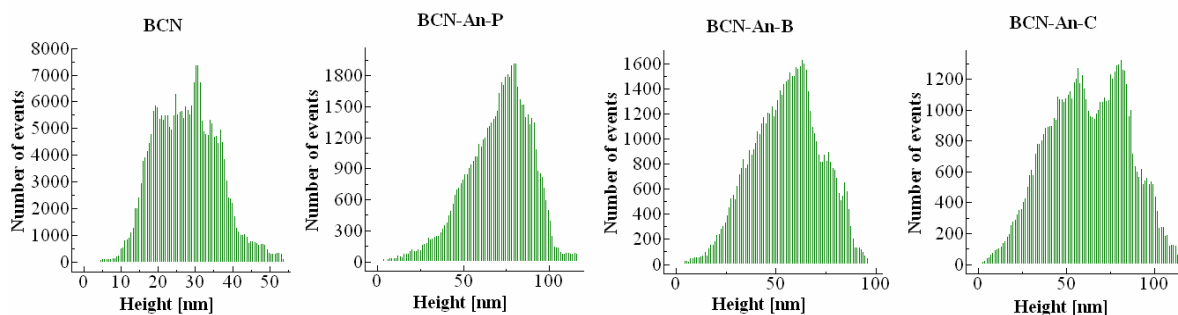 BCN
Number of events
8000
7000
6000
5000
4000
3000
2000
1000
0
0 10 20 30 40 50
Height [nm]
BCN-An-P
Number of events
1800
1500
1200
900
600
300
0
0 50 100
Height [nm]
BCN-An-B
Number of events
1600
1400
1200
1000
800
600
400
200
0
0 50 100
Height [nm]
BCN-An-C
Number of events
1200
1000
800
600
400
200
0
0 50 100
Height [nm]